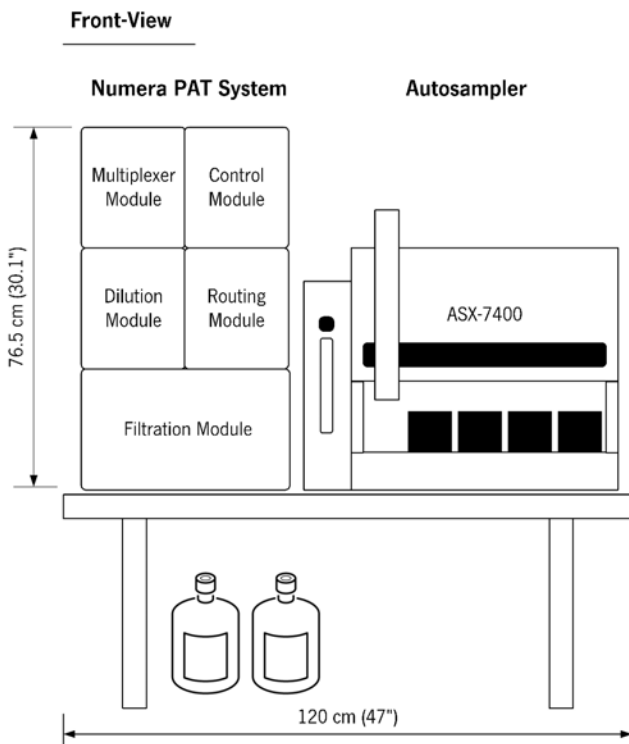 Front-View
Numera PAT System
Autosampler
Multiplexer
Module
Control
Module
Dilution
Module
Routing
Module
Filtration Module
ASX-7400
76.5 cm (30.1")
120 cm (47")